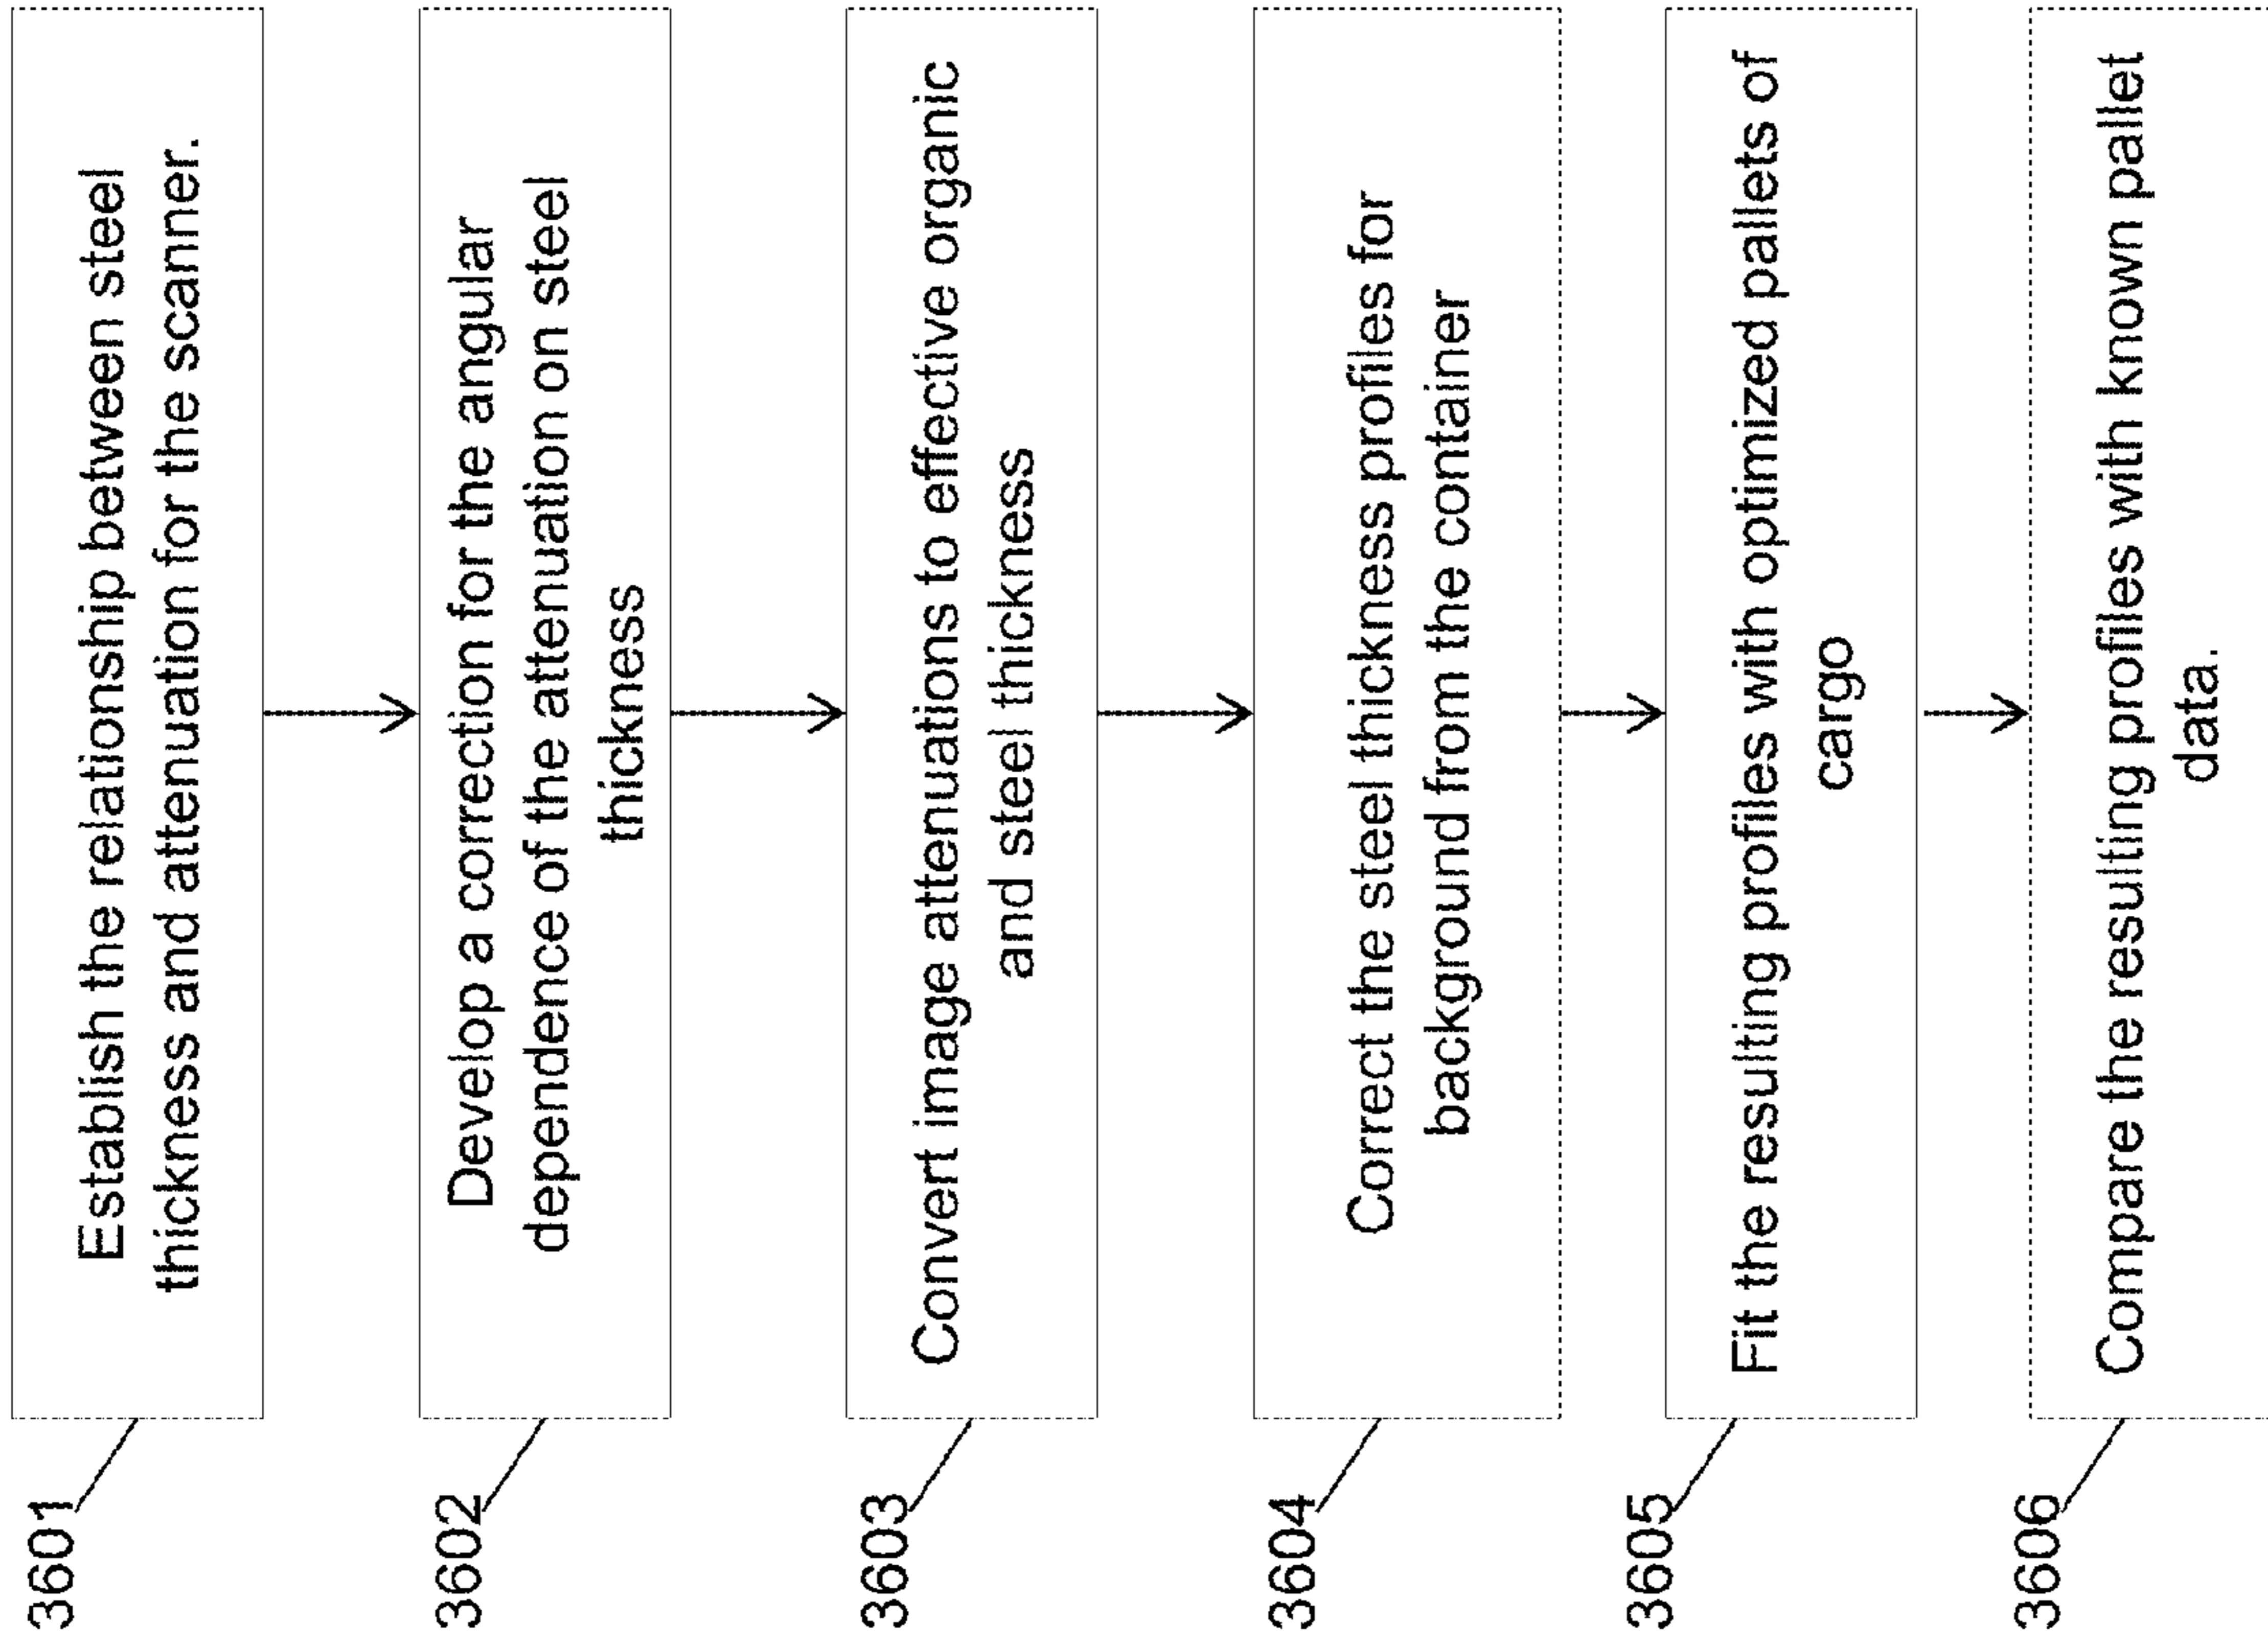 3601
Establish the relationship between steel
thickness and attenuation for the scanner.
3602
Develop a correction for the angular
dependence of the attenuation on steel
thickness
3603
Convert image attenuations to effective organic
and steel thickness
3604
Correct the steel thickness profiles for
background from the container
3605
Fit the resulting profiles with optimized pallets of
cargo
3606
Compare the resulting profiles with known pallet
data.